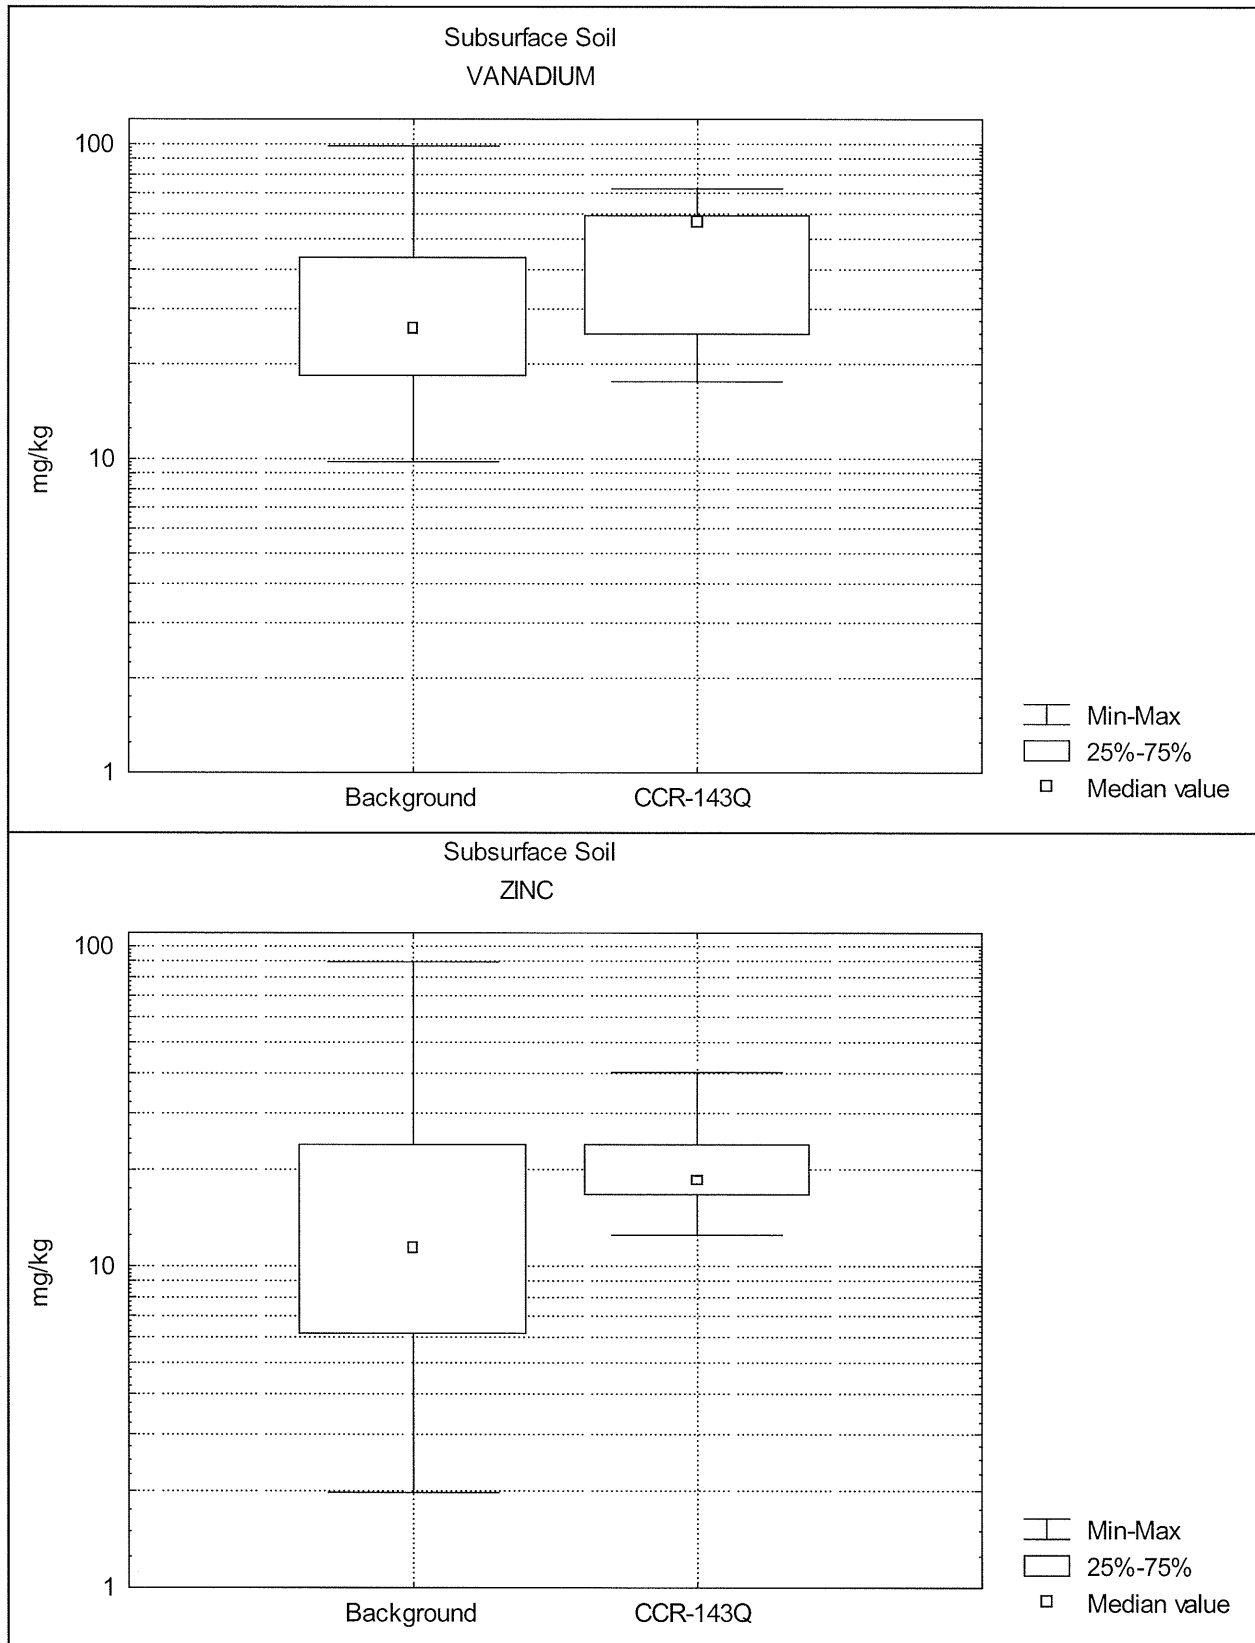 Subsurface Soil
VANADIUM
100
10
1
mg/kg
Background CCR-143Q
Min-Max
25%-75%
Median value
Subsurface Soil
ZINC
100
10
1
mg/kg
Background CCR-143Q
Min-Max
25%-75%
Median value